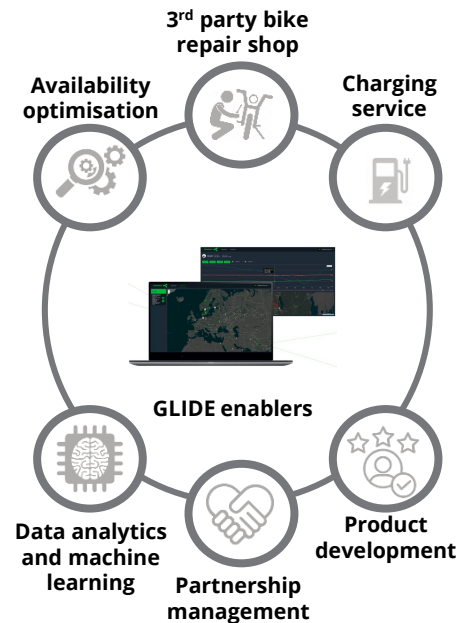 3rd party bike
repair shop
Availability
optimisation
Charging
service
GLIDE enablers
Data analytics
and machine
learning
Partnership
management
Product
development